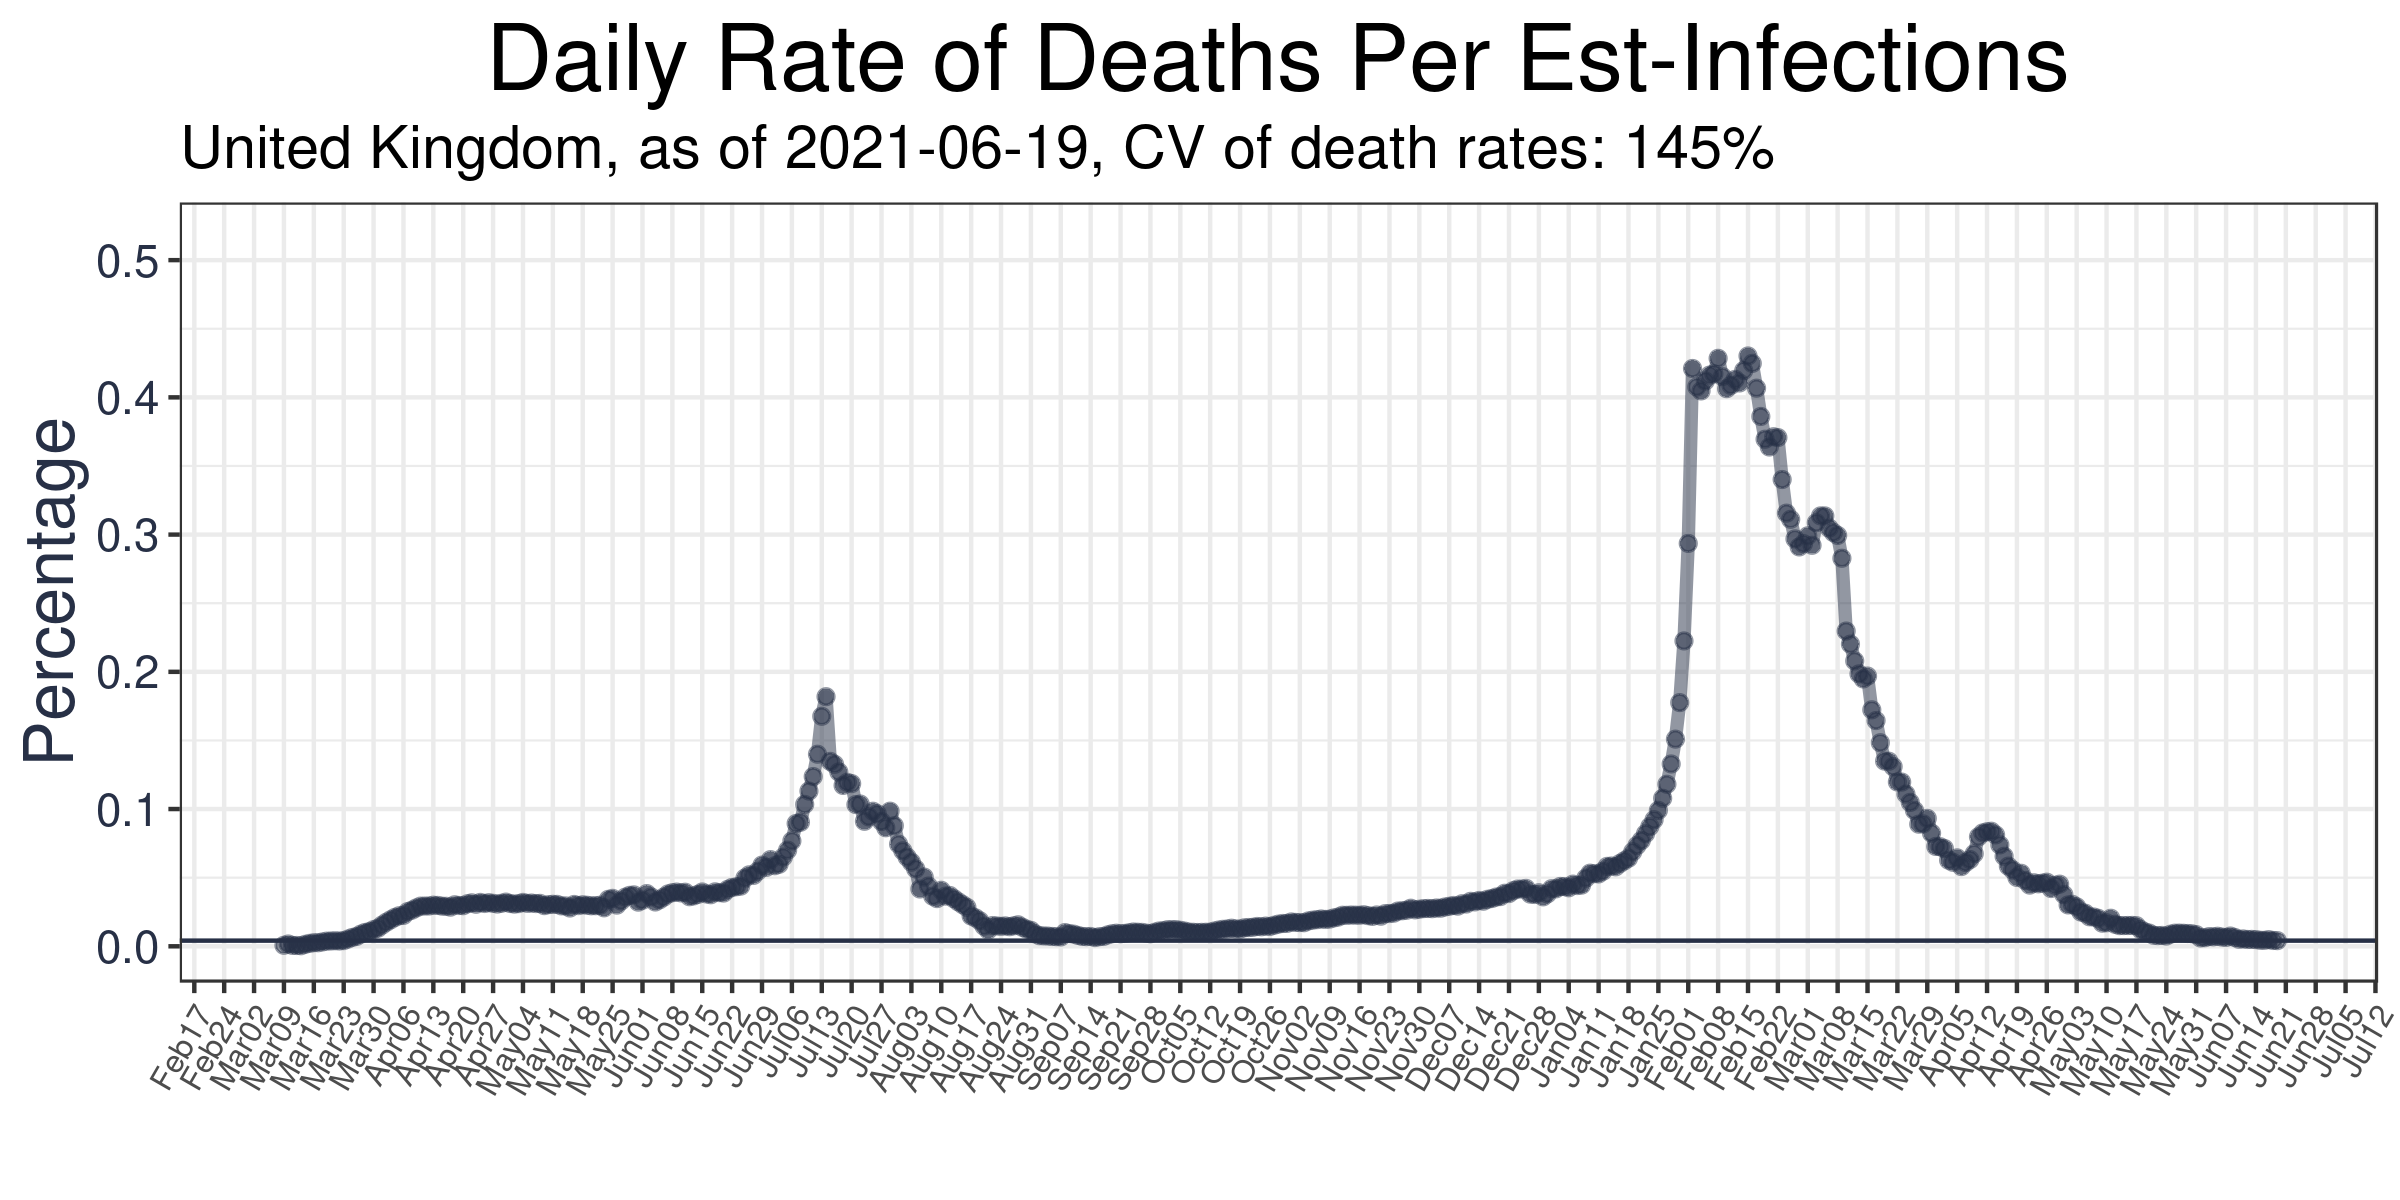 Daily Rate of Deaths Per Est-Infections
United Kingdom, as of 2021-06-19, CV of death rates: 145%
Percentage
0.5
0.4
0.3
0.2
0.1
0.0
Feb17
Feb24
Mar02
Mar09
Mar16
Mar23
Mar30
Apr06
Apr13
Apr20
Apr27
May04
May11
May18
May25
Jun01
Jun08
Jun15
Jun22
Jun29
Jul06
Jul13
Jul20
Jul27
Aug03
Aug10
Aug17
Aug24
Aug31
Sep07
Sep14
Sep21
Sep28
Oct05
Oct12
Oct19
Oct26
Nov02
Nov09
Nov16
Nov23
Nov30
Dec07
Dec14
Dec21
Dec28
Jan04
Jan11
Jan18
Jan25
Feb01
Feb08
Feb15
Feb22
Mar01
Mar08
Mar15
Mar22
Mar29
Apr05
Apr12
Apr19
Apr26
May03
May10
May17
May24
May31
Jun07
Jun14
Jun21
Jun28
Jul05
Jul12